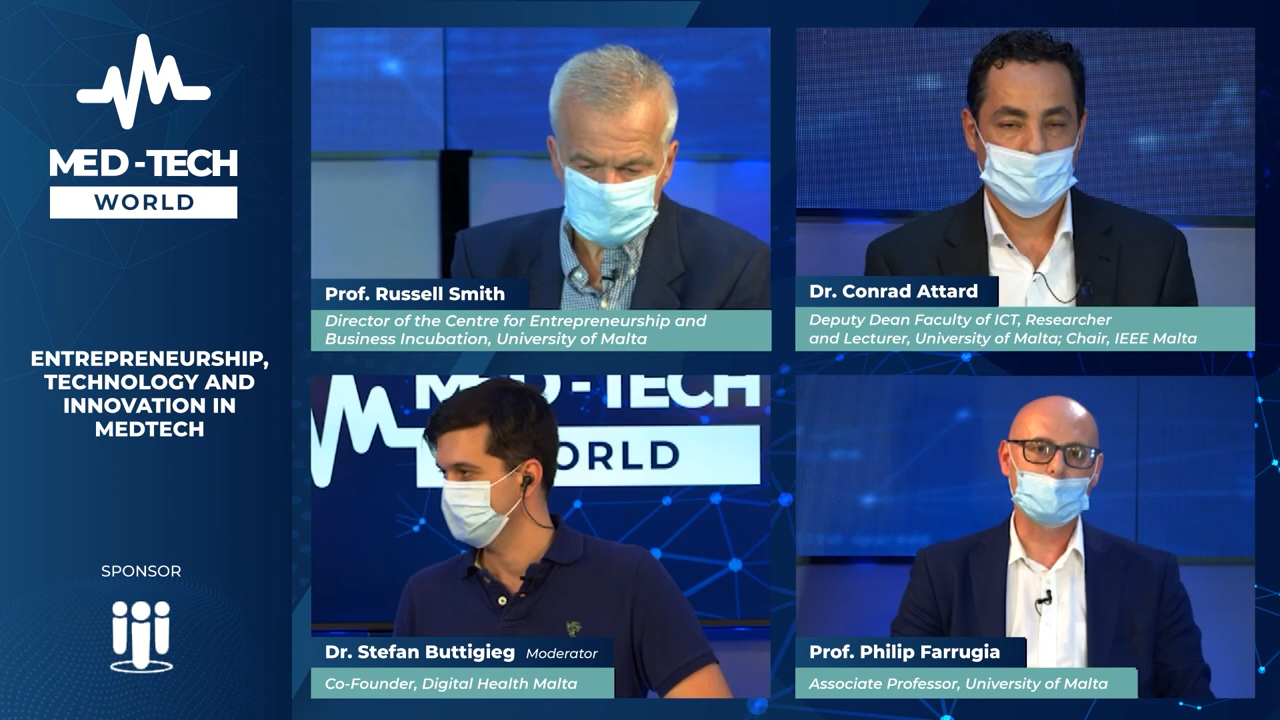 MED-TECH
WORLD
ENTREPRENEURSHIP,
TECHNOLOGY AND
INNOVATION IN
MEDTECH
SPONSOR
Prof. Russell Smith
Director of the Centre for Entrepreneurship and
Business Incubation, University of Malta
Dr. Conrad Attard
Deputy Dean Faculty of ICT, Researcher
and Lecturer, University of Malta; Chair, IEEE Malta
MED-TECH
ORLD
Dr. Stefan Buttigieg Moderator
Co-Founder, Digital Health Malta
Prof. Philip Farrugia
Associate Professor, University of Malta